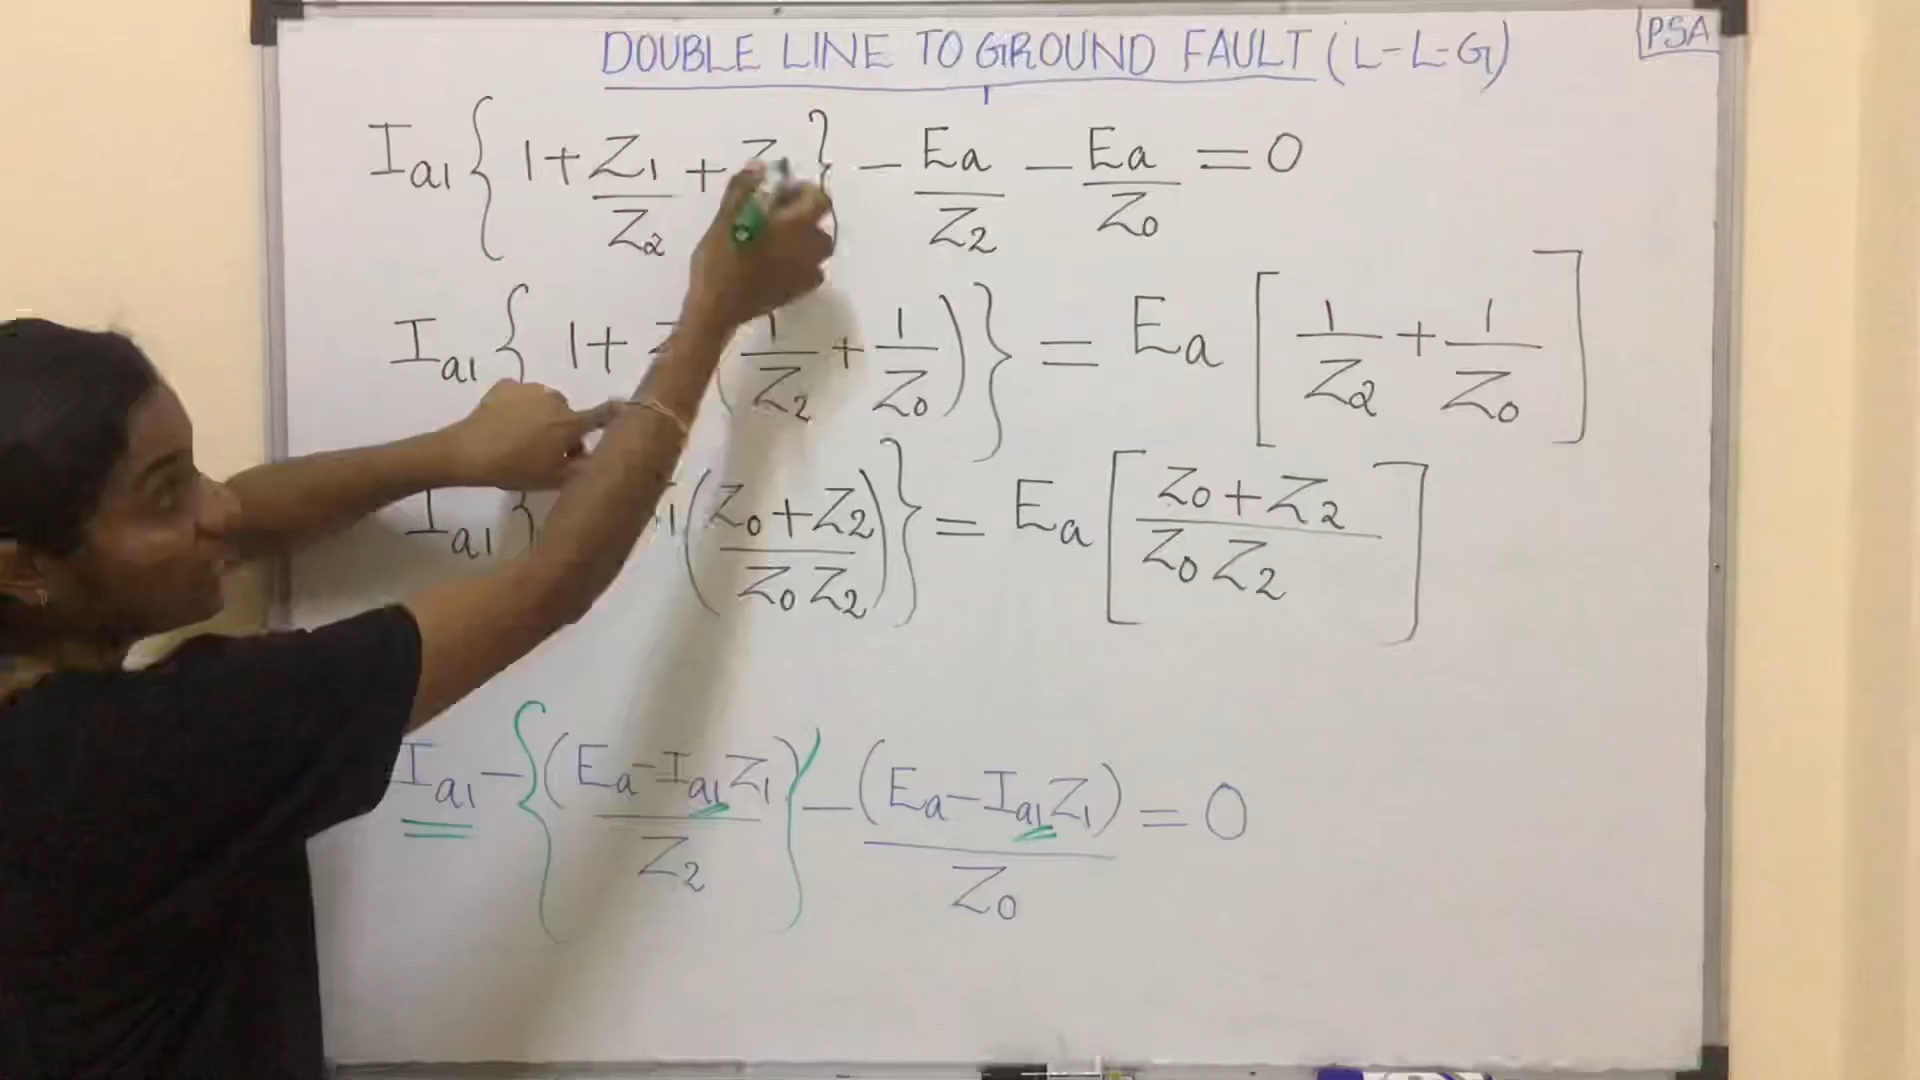 DOUBLE LINE TO GROUND FAULT (L-L-G)
PSA
Ia1 { 1 + Z1/Z2 + Z } - Ea/Z2 - Ea/Z0 = 0
Ia1 { 1 + ( 1/Z2 + 1/Z0 ) } = Ea [ 1/Z2 + 1/Z0 ]
Ia1 { 1 ( Z0 + Z2 / Z0 Z2 ) } = Ea [ Z0 + Z2 / Z0 Z2 ]
Ia1 - { (Ea - Ia1 Z1) / Z2 } - (Ea - Ia1 Z1) / Z0 = 0